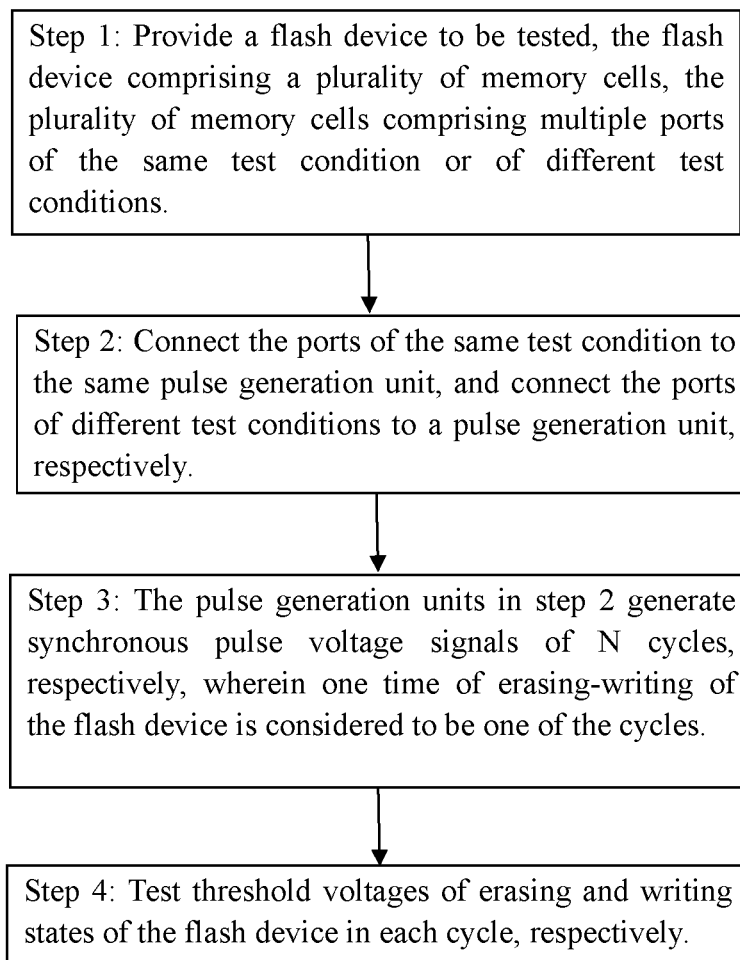 Step 1: Provide a flash device to be tested, the flash
device comprising a plurality of memory cells, the
plurality of memory cells comprising multiple ports
of the same test condition or of different test
conditions.
Step 2: Connect the ports of the same test condition to
the same pulse generation unit, and connect the ports
of different test conditions to a pulse generation unit,
respectively.
Step 3: The pulse generation units in step 2 generate
synchronous pulse voltage signals of N cycles,
respectively, wherein one time of erasing-writing of
the flash device is considered to be one of the cycles.
Step 4: Test threshold voltages of erasing and writing
states of the flash device in each cycle, respectively.